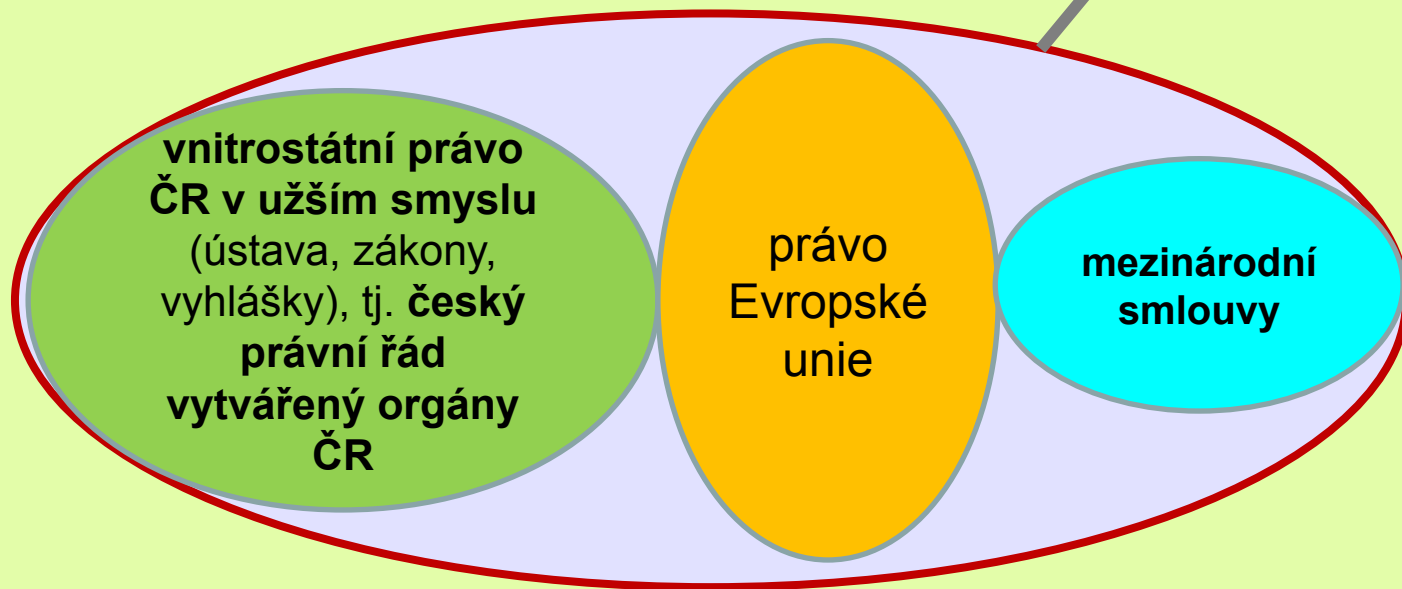 vnitrostátní právo
ČR v užším smyslu
(ústava, zákony,
vyhlášky), tj. český
právní řád
vytvářený orgány
ČR
právo
Evropské
unie
mezinárodní
smlouvy